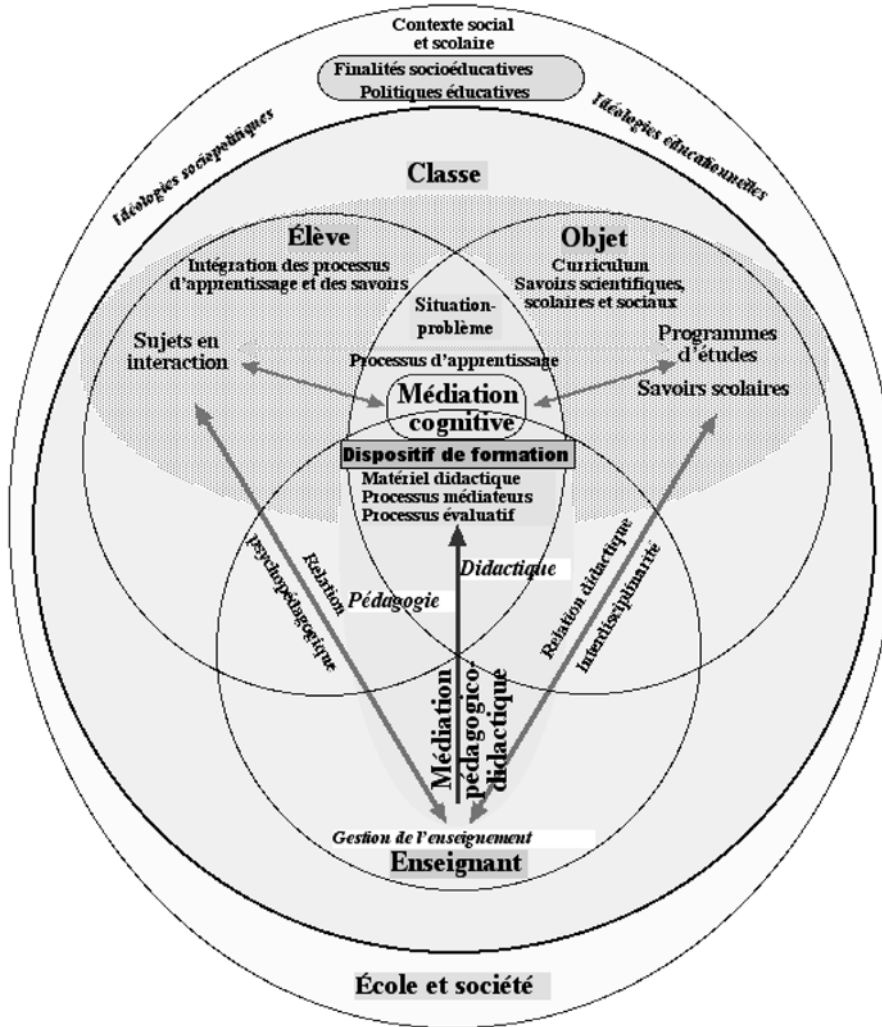 Contexte social
et scolaire
Finalités socioéducatives
Politiques éducatives
Idéologies sociopolitiques
Idéologies éducationnelles
Classe
Élève
Intégration des processus
d'apprentissage et des savoirs
Objet
Curriculum
Savoirs scientifiques,
scolaires et sociaux
Situation-
problème
Sujets en
interaction
Programmes
d'études
Processus d'apprentissage
Savoirs scolaires
Médiation
cognitive
Dispositif de formation
Matériel didactique
Processus médiateurs
Processus évaluatif
Relation
psychopédagogique
Pédagogie
Didactique
Relation didactique
Interdisciplinarité
Médiation
pédagogico-
didactique
Gestion de l'enseignement
Enseignant
École et société